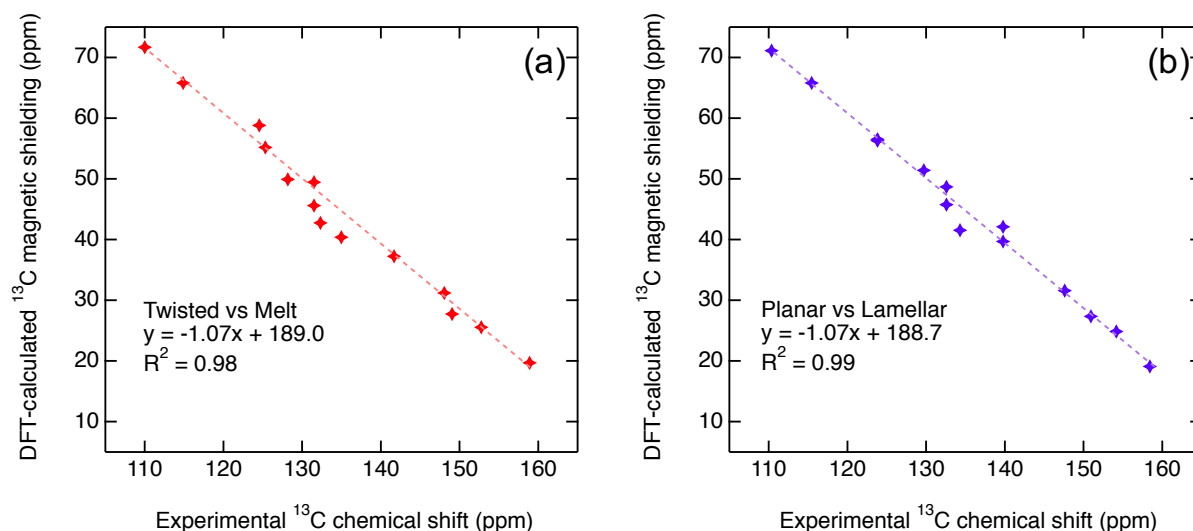 (a)
DFT-calculated ¹³C magnetic shielding (ppm)
70
60
50
40
30
20
10
Twisted vs Melt
y = -1.07x + 189.0
R² = 0.98
110 120 130 140 150 160
Experimental ¹³C chemical shift (ppm)
(b)
DFT-calculated ¹³C magnetic shielding (ppm)
70
60
50
40
30
20
10
Planar vs Lamellar
y = -1.07x + 188.7
R² = 0.99
110 120 130 140 150 160
Experimental ¹³C chemical shift (ppm)